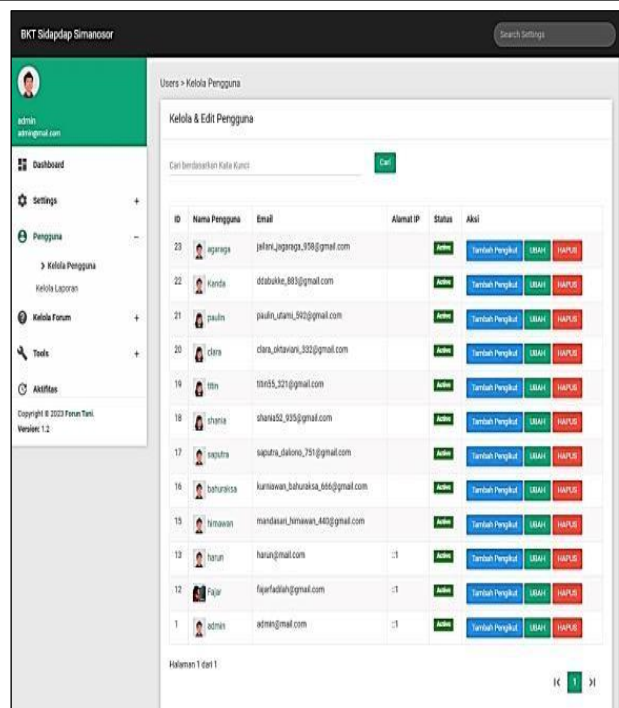 BKT Sidapdap Simanosor
Search Settings
admin
admin@mail.com
Dashboard
Settings +
Pengguna −
> Kelola Pengguna
Kelola Laporan
Kelola Forum +
Tools +
Aktifitas
Copyright © 2023 Forun Tani.
Version: 1.2
Users > Kelola Pengguna
Kelola & Edit Pengguna
Cari berdasarkan Kata Kunci
Cari
ID Nama Pengguna Email Alamat IP Status Aksi
23 agaraga jailani_jagaraga_958@gmail.com Active Tambah Pengikut UBAH HAPUS
22 Kanda ddabukke_883@gmail.com Active Tambah Pengikut UBAH HAPUS
21 paulin paulin_utami_592@gmail.com Active Tambah Pengikut UBAH HAPUS
20 clara clara_oktaviani_332@gmail.com Active Tambah Pengikut UBAH HAPUS
19 titin titin55_321@gmail.com Active Tambah Pengikut UBAH HAPUS
18 shania shania52_935@gmail.com Active Tambah Pengikut UBAH HAPUS
17 saputra saputra_daliono_751@gmail.com Active Tambah Pengikut UBAH HAPUS
16 bahuraksa kurniawan_bahuraksa_666@gmail.com Active Tambah Pengikut UBAH HAPUS
15 himawan mandasari_himawan_440@gmail.com Active Tambah Pengikut UBAH HAPUS
13 harun harun@mail.com ::1 Active Tambah Pengikut UBAH HAPUS
12 Fajar fajarfadilah@gmail.com ::1 Active Tambah Pengikut UBAH HAPUS
1 admin admin@mail.com ::1 Active Tambah Pengikut UBAH HAPUS
Halaman 1 dari 1
1